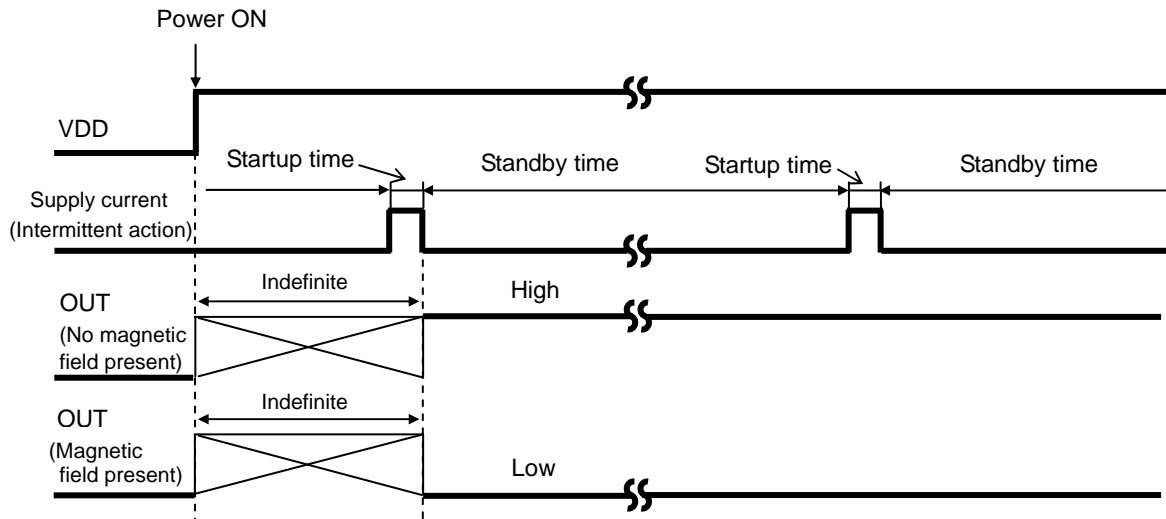 Power ON
VDD
Startup time
Standby time
Startup time
Standby time
Supply current
(Intermittent action)
Indefinite
High
OUT
(No magnetic
field present)
Indefinite
OUT
(Magnetic
field present)
Low